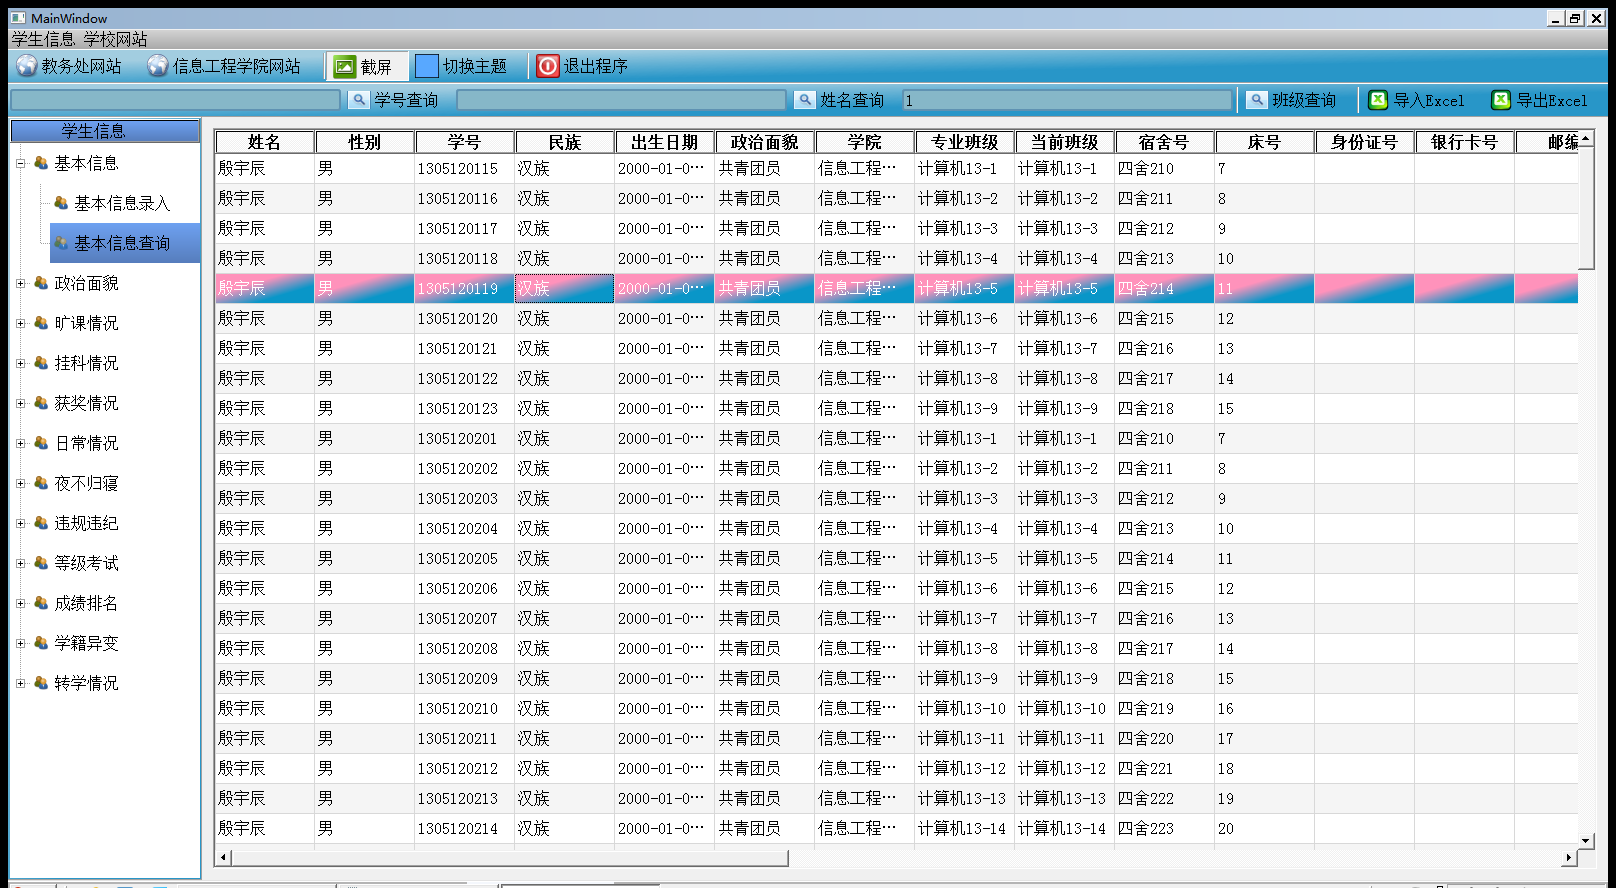 MainWindow
学生信息 学校网站
教务处网站 信息工程学院网站 截屏 切换主题 退出程序
学号查询 姓名查询 1 班级查询 导入Excel 导出Excel
学生信息
基本信息
基本信息录入
基本信息查询
政治面貌
旷课情况
挂科情况
获奖情况
日常情况
夜不归寝
违规违纪
等级考试
成绩排名
学籍异变
转学情况
姓名 性别 学号 民族 出生日期 政治面貌 学院 专业班级 当前班级 宿舍号 床号 身份证号 银行卡号 邮编
殷宇辰 男 1305120115 汉族 2000-01-0… 共青团员 信息工程… 计算机13-1 计算机13-1 四舍210 7
殷宇辰 男 1305120116 汉族 2000-01-0… 共青团员 信息工程… 计算机13-2 计算机13-2 四舍211 8
殷宇辰 男 1305120117 汉族 2000-01-0… 共青团员 信息工程… 计算机13-3 计算机13-3 四舍212 9
殷宇辰 男 1305120118 汉族 2000-01-0… 共青团员 信息工程… 计算机13-4 计算机13-4 四舍213 10
殷宇辰 男 1305120119 汉族 2000-01-0… 共青团员 信息工程… 计算机13-5 计算机13-5 四舍214 11
殷宇辰 男 1305120120 汉族 2000-01-0… 共青团员 信息工程… 计算机13-6 计算机13-6 四舍215 12
殷宇辰 男 1305120121 汉族 2000-01-0… 共青团员 信息工程… 计算机13-7 计算机13-7 四舍216 13
殷宇辰 男 1305120122 汉族 2000-01-0… 共青团员 信息工程… 计算机13-8 计算机13-8 四舍217 14
殷宇辰 男 1305120123 汉族 2000-01-0… 共青团员 信息工程… 计算机13-9 计算机13-9 四舍218 15
殷宇辰 男 1305120201 汉族 2000-01-0… 共青团员 信息工程… 计算机13-1 计算机13-1 四舍210 7
殷宇辰 男 1305120202 汉族 2000-01-0… 共青团员 信息工程… 计算机13-2 计算机13-2 四舍211 8
殷宇辰 男 1305120203 汉族 2000-01-0… 共青团员 信息工程… 计算机13-3 计算机13-3 四舍212 9
殷宇辰 男 1305120204 汉族 2000-01-0… 共青团员 信息工程… 计算机13-4 计算机13-4 四舍213 10
殷宇辰 男 1305120205 汉族 2000-01-0… 共青团员 信息工程… 计算机13-5 计算机13-5 四舍214 11
殷宇辰 男 1305120206 汉族 2000-01-0… 共青团员 信息工程… 计算机13-6 计算机13-6 四舍215 12
殷宇辰 男 1305120207 汉族 2000-01-0… 共青团员 信息工程… 计算机13-7 计算机13-7 四舍216 13
殷宇辰 男 1305120208 汉族 2000-01-0… 共青团员 信息工程… 计算机13-8 计算机13-8 四舍217 14
殷宇辰 男 1305120209 汉族 2000-01-0… 共青团员 信息工程… 计算机13-9 计算机13-9 四舍218 15
殷宇辰 男 1305120210 汉族 2000-01-0… 共青团员 信息工程… 计算机13-10 计算机13-10 四舍219 16
殷宇辰 男 1305120211 汉族 2000-01-0… 共青团员 信息工程… 计算机13-11 计算机13-11 四舍220 17
殷宇辰 男 1305120212 汉族 2000-01-0… 共青团员 信息工程… 计算机13-12 计算机13-12 四舍221 18
殷宇辰 男 1305120213 汉族 2000-01-0… 共青团员 信息工程… 计算机13-13 计算机13-13 四舍222 19
殷宇辰 男 1305120214 汉族 2000-01-0… 共青团员 信息工程… 计算机13-14 计算机13-14 四舍223 20